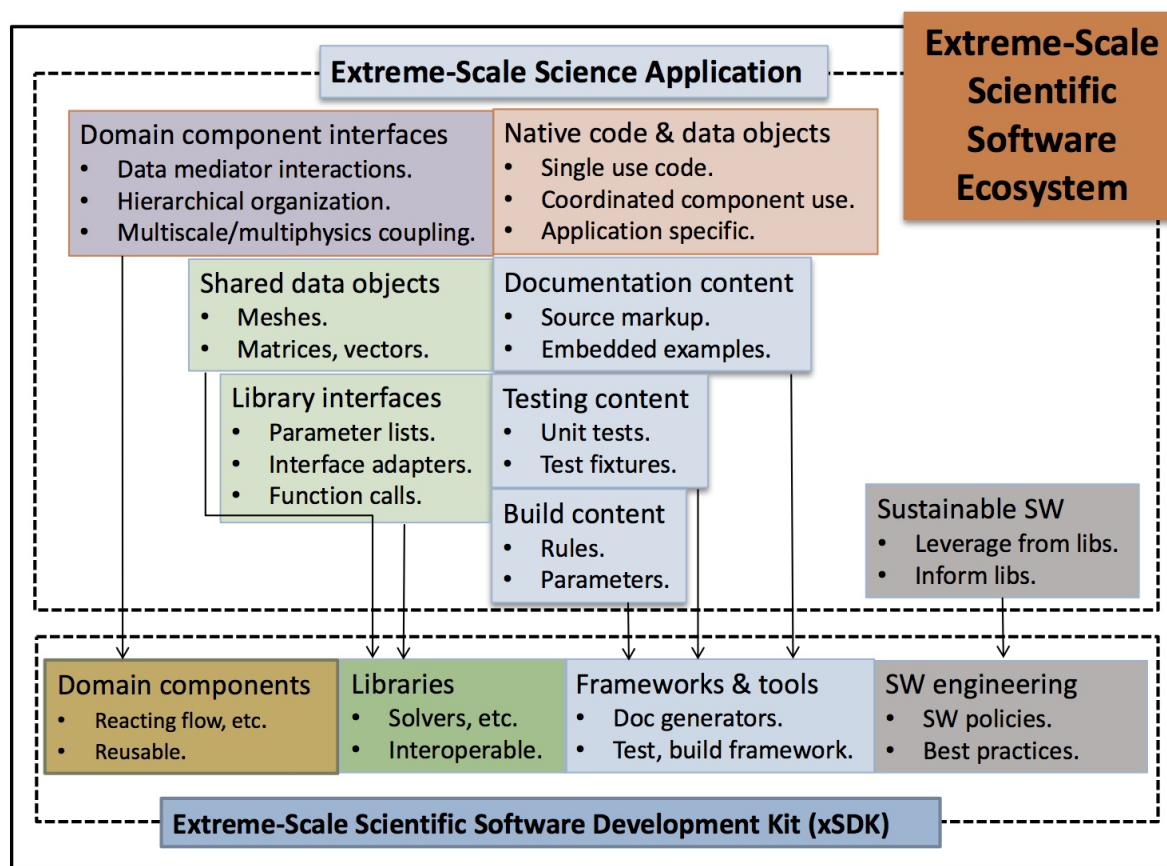 Extreme-Scale
Scientific
Software
Ecosystem
Extreme-Scale Science Application
Domain component interfaces
• Data mediator interactions.
• Hierarchical organization.
• Multiscale/multiphysics coupling.
Native code & data objects
• Single use code.
• Coordinated component use.
• Application specific.
Shared data objects
• Meshes.
• Matrices, vectors.
Documentation content
• Source markup.
• Embedded examples.
Library interfaces
• Parameter lists.
• Interface adapters.
• Function calls.
Testing content
• Unit tests.
• Test fixtures.
Build content
• Rules.
• Parameters.
Sustainable SW
• Leverage from libs.
• Inform libs.
Domain components
• Reacting flow, etc.
• Reusable.
Libraries
• Solvers, etc.
• Interoperable.
Frameworks & tools
• Doc generators.
• Test, build framework.
SW engineering
• SW policies.
• Best practices.
Extreme-Scale Scientific Software Development Kit (xSDK)